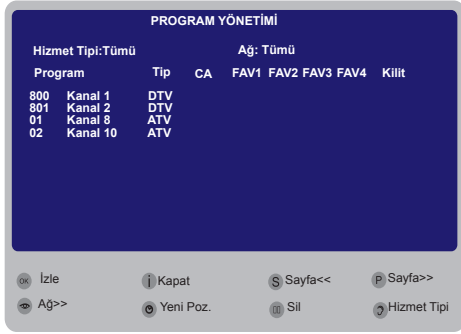 PROGRAM YÖNETİMİ
Hizmet Tipi:Tümü Ağ: Tümü
Program Tip CA FAV1 FAV2 FAV3 FAV4 Kilit
800 Kanal 1 DTV
801 Kanal 2 DTV
01 Kanal 8 ATV
02 Kanal 10 ATV
OK İzle i Kapat S Sayfa<< P Sayfa>>
Ağ>> Yeni Poz. Sil Hizmet Tipi